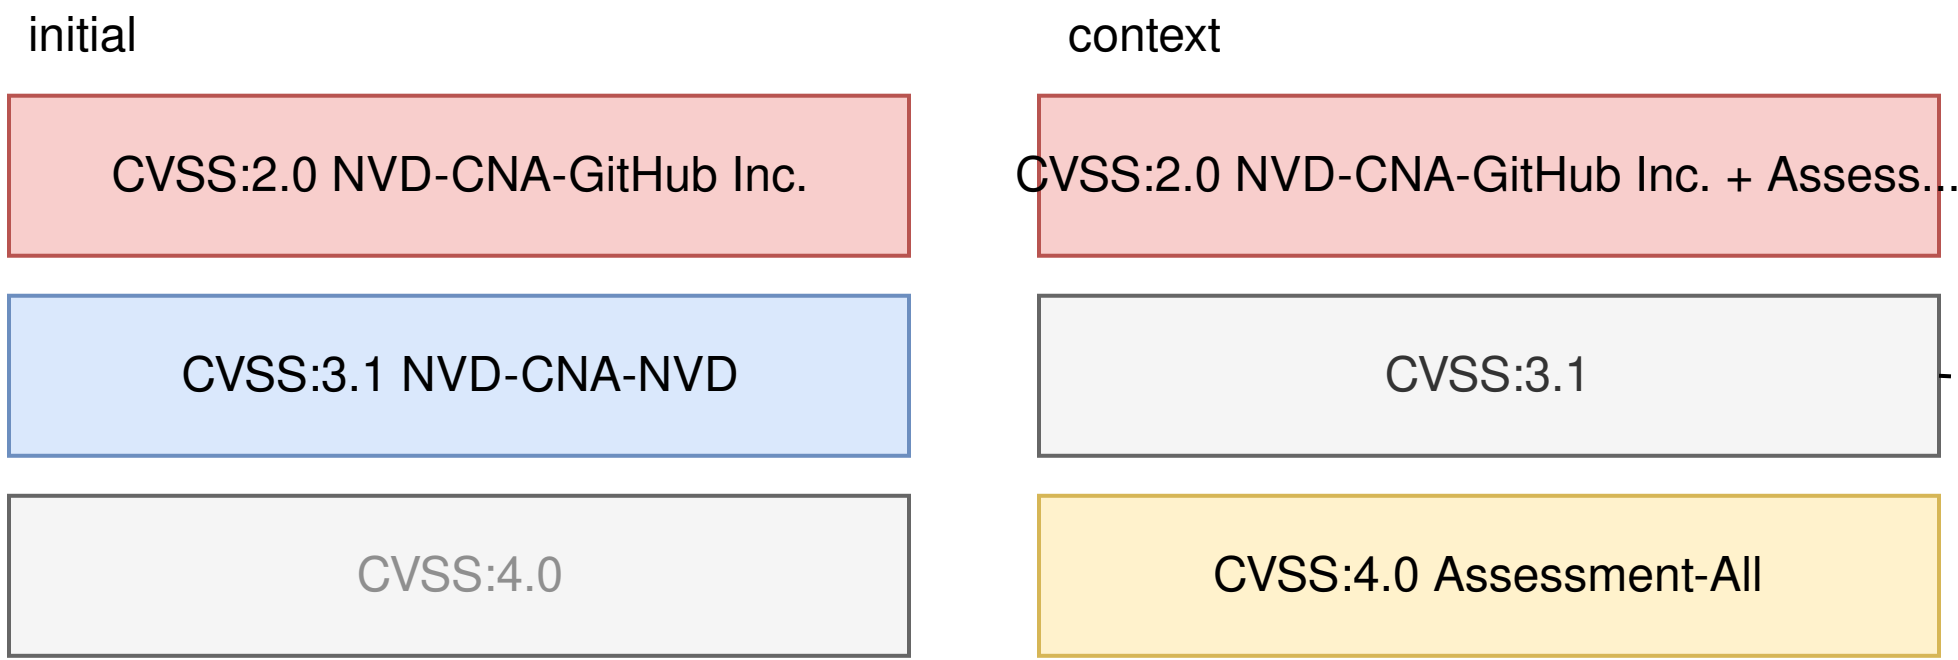 initial
context
CVSS:2.0 NVD-CNA-GitHub Inc.
CVSS:2.0 NVD-CNA-GitHub Inc. + Assess...
CVSS:3.1 NVD-CNA-NVD
CVSS:3.1
-
CVSS:4.0
CVSS:4.0 Assessment-All